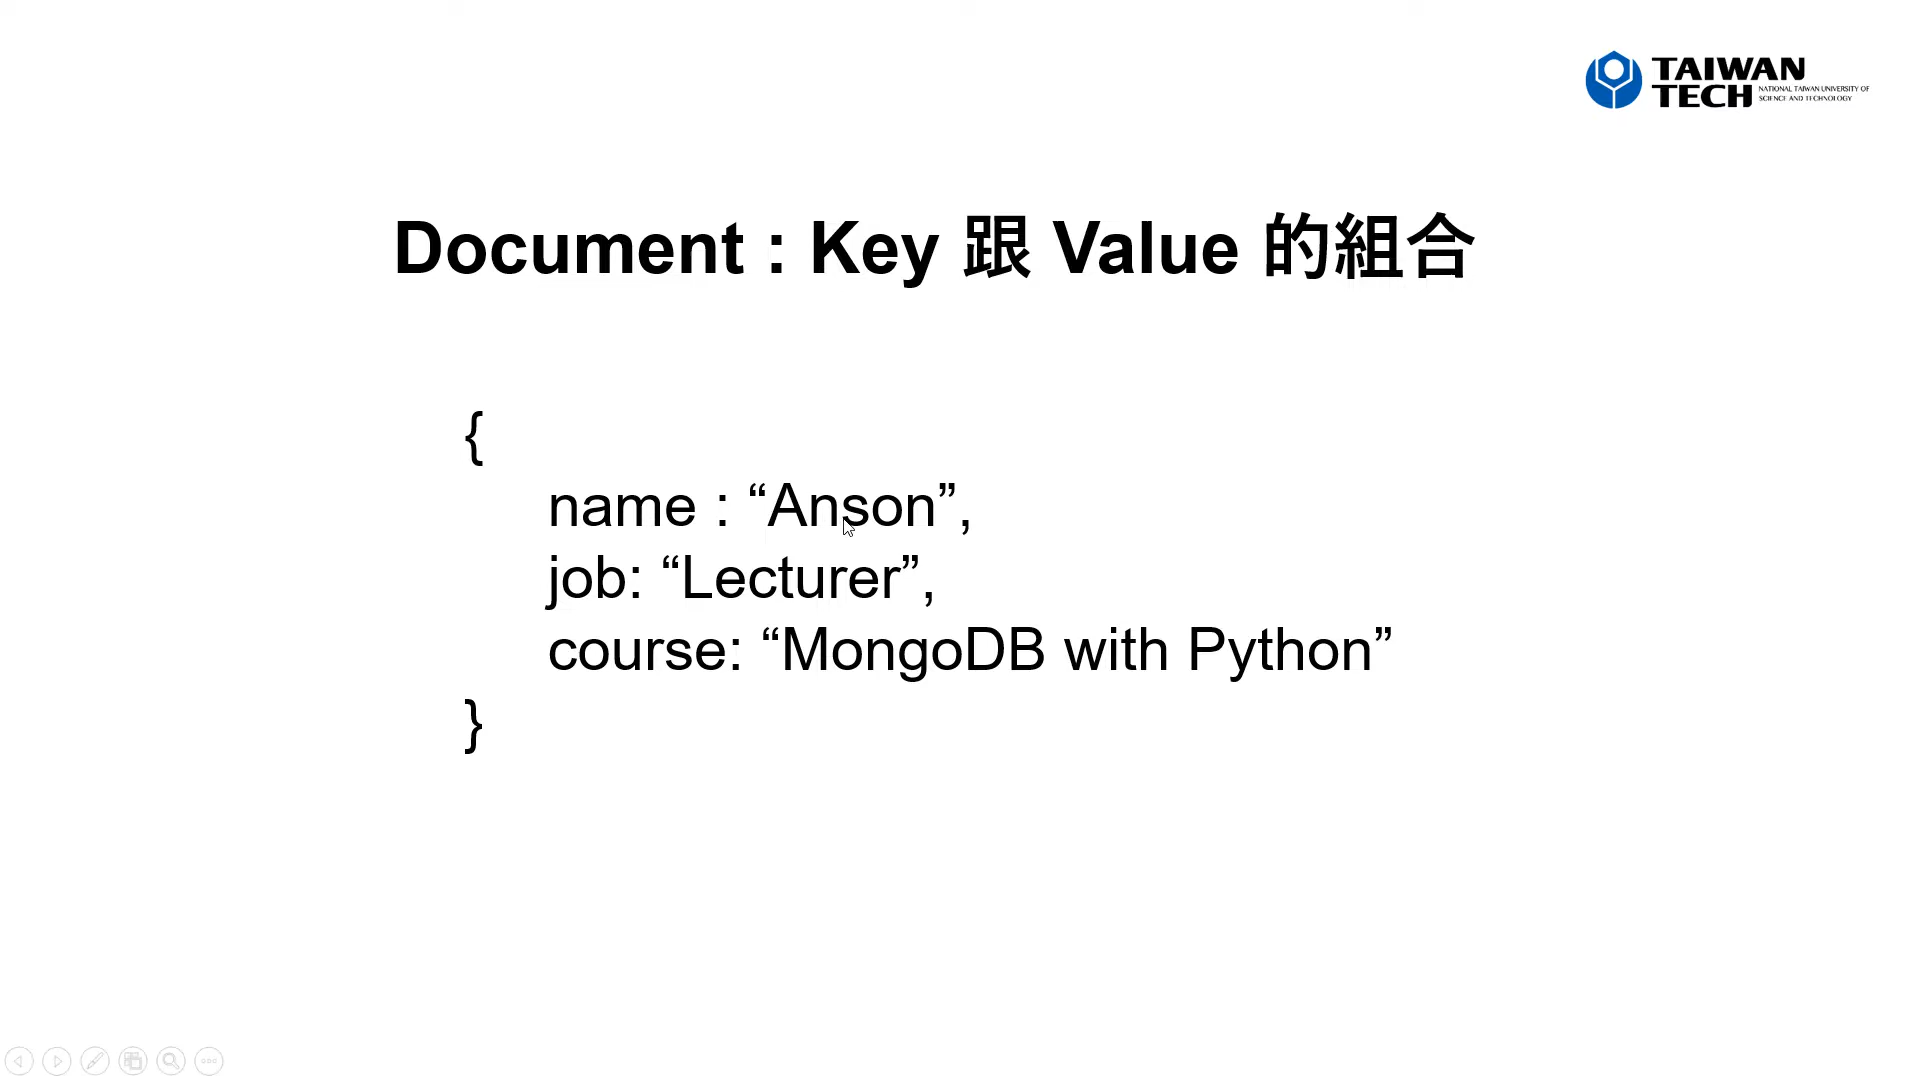 TAIWAN
TECH
NATIONAL TAIWAN UNIVERSITY OF
SCIENCE AND TECHNOLOGY
Document : Key 跟 Value 的組合
{
name : “Anson”,
job: “Lecturer”,
course: “MongoDB with Python”
}